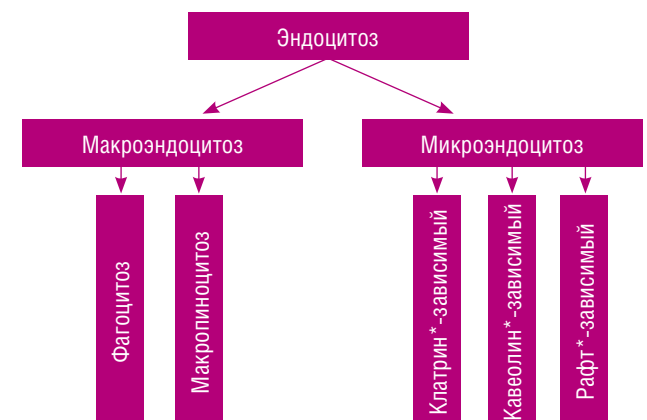 Эндоцитоз
Макроэндоцитоз
Микроэндоцитоз
Фагоцитоз
Макропиноцитоз
Клатрин*-зависимый
Кавеолин*-зависимый
Рафт*-зависимый